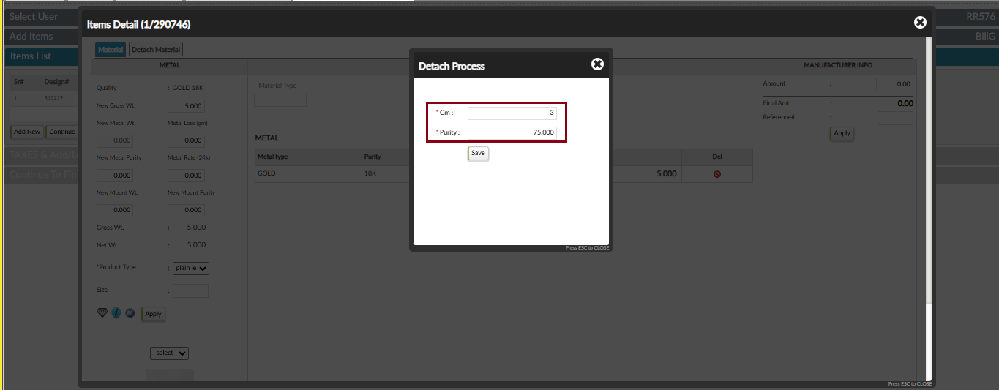 Select User
RR576
Add Items
BillG
Items List
Sr#
Design#
1
R15219
Add New
Continue
TAXES & Add/L
Continue To Fin
Items Detail (1/290746)
Material
Detach Material
METAL
Quality : GOLD 18K
New Gross Wt. 5.000
New Metal Wt. Metal Loss (gm)
0.000 0.000
New Metal Purity Metal Rate (24k)
0.000 0.000
New Mount Wt. New Mount Purity
0.000 0.000
Gross Wt. : 5.000
Net Wt. : 5.000
*Product Type : plain je
Size :
i M Apply
-select-
Material Type
METAL
Metal type Purity Del
GOLD 18K 5.000
Detach Process
* Gm : 3
* Purity : 75.000
Save
Press ESC to CLOSE
MANUFACTURER INFO
Amount : 0.00
Final Amt. : 0.00
Reference# :
Apply
Press ESC to CLOSE